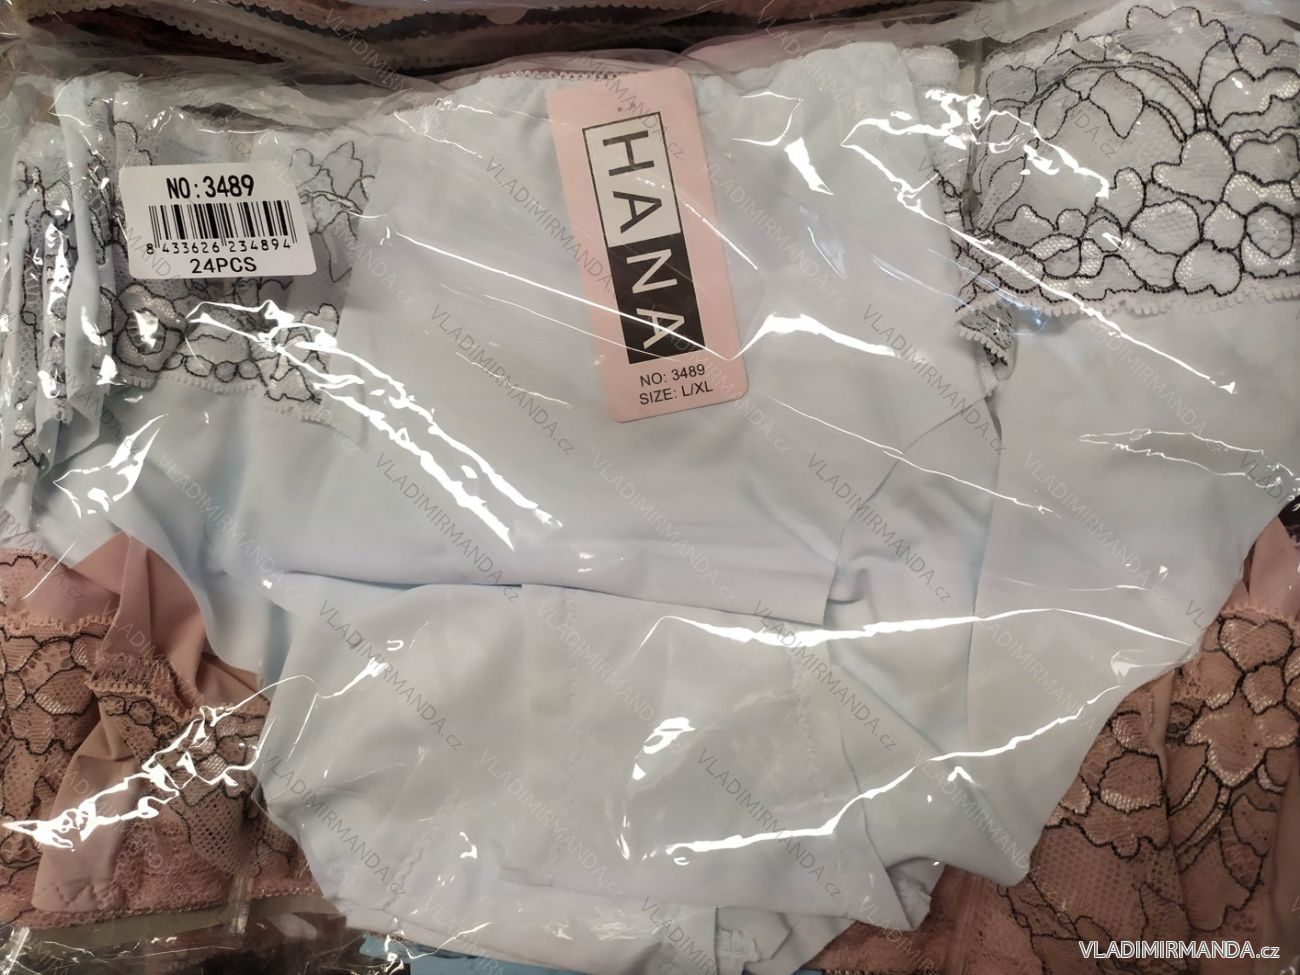 NO:3489
8 433626 234894
24PCS
HANA
NO: 3489
SIZE: L/XL
VLADIMIRMANDA.cz